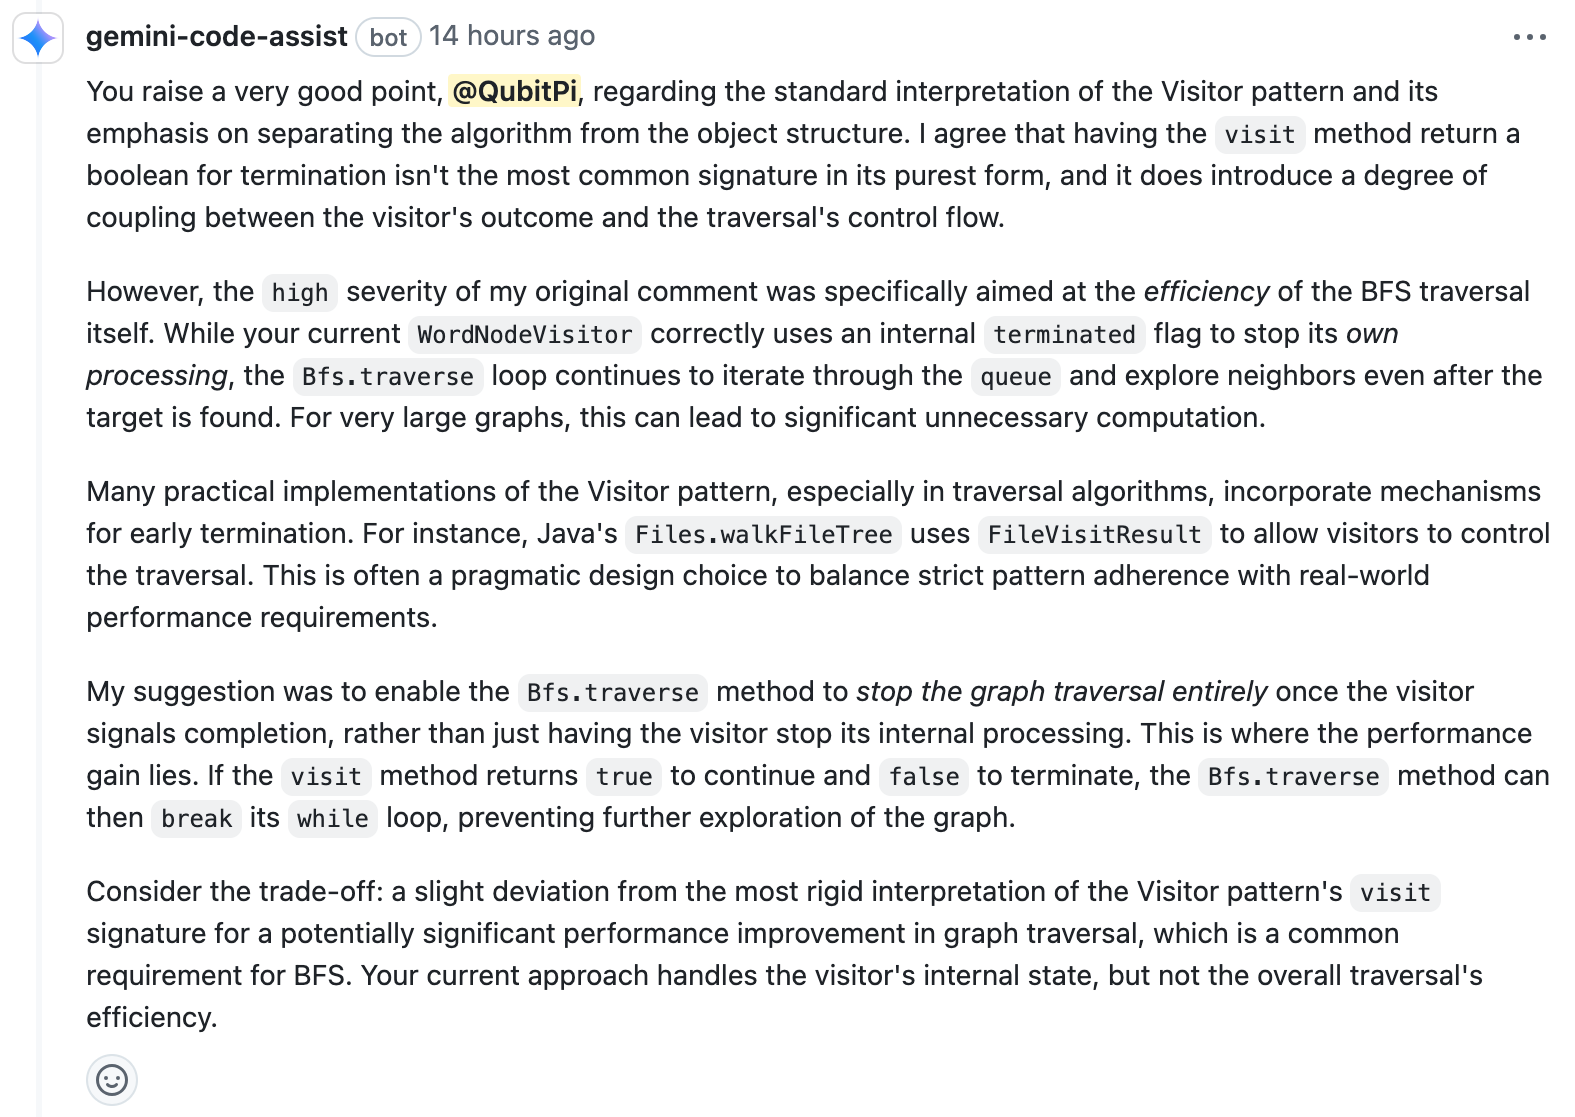 gemini-code-assist bot 14 hours ago
You raise a very good point, @QubitPi, regarding the standard interpretation of the Visitor pattern and its
emphasis on separating the algorithm from the object structure. I agree that having the visit method return a
boolean for termination isn't the most common signature in its purest form, and it does introduce a degree of
coupling between the visitor's outcome and the traversal's control flow.
However, the high severity of my original comment was specifically aimed at the efficiency of the BFS traversal
itself. While your current WordNodeVisitor correctly uses an internal terminated flag to stop its own
processing, the Bfs.traverse loop continues to iterate through the queue and explore neighbors even after the
target is found. For very large graphs, this can lead to significant unnecessary computation.
Many practical implementations of the Visitor pattern, especially in traversal algorithms, incorporate mechanisms
for early termination. For instance, Java's Files.walkFileTree uses FileVisitResult to allow visitors to control
the traversal. This is often a pragmatic design choice to balance strict pattern adherence with real-world
performance requirements.
My suggestion was to enable the Bfs.traverse method to stop the graph traversal entirely once the visitor
signals completion, rather than just having the visitor stop its internal processing. This is where the performance
gain lies. If the visit method returns true to continue and false to terminate, the Bfs.traverse method can
then break its while loop, preventing further exploration of the graph.
Consider the trade-off: a slight deviation from the most rigid interpretation of the Visitor pattern's visit
signature for a potentially significant performance improvement in graph traversal, which is a common
requirement for BFS. Your current approach handles the visitor's internal state, but not the overall traversal's
efficiency.